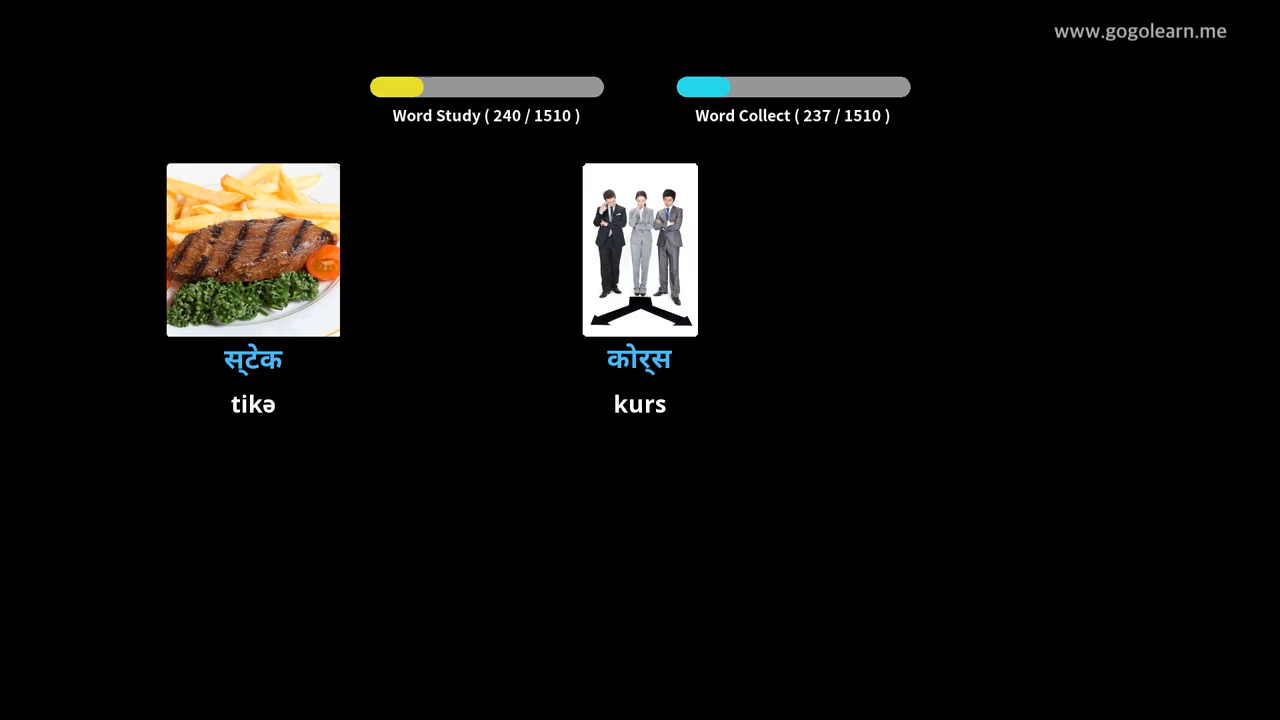 www.gogolearn.me
Word Study ( 240 / 1510 )
Word Collect ( 237 / 1510 )
स्‌टेक
कोर्‌स
tikə
kurs